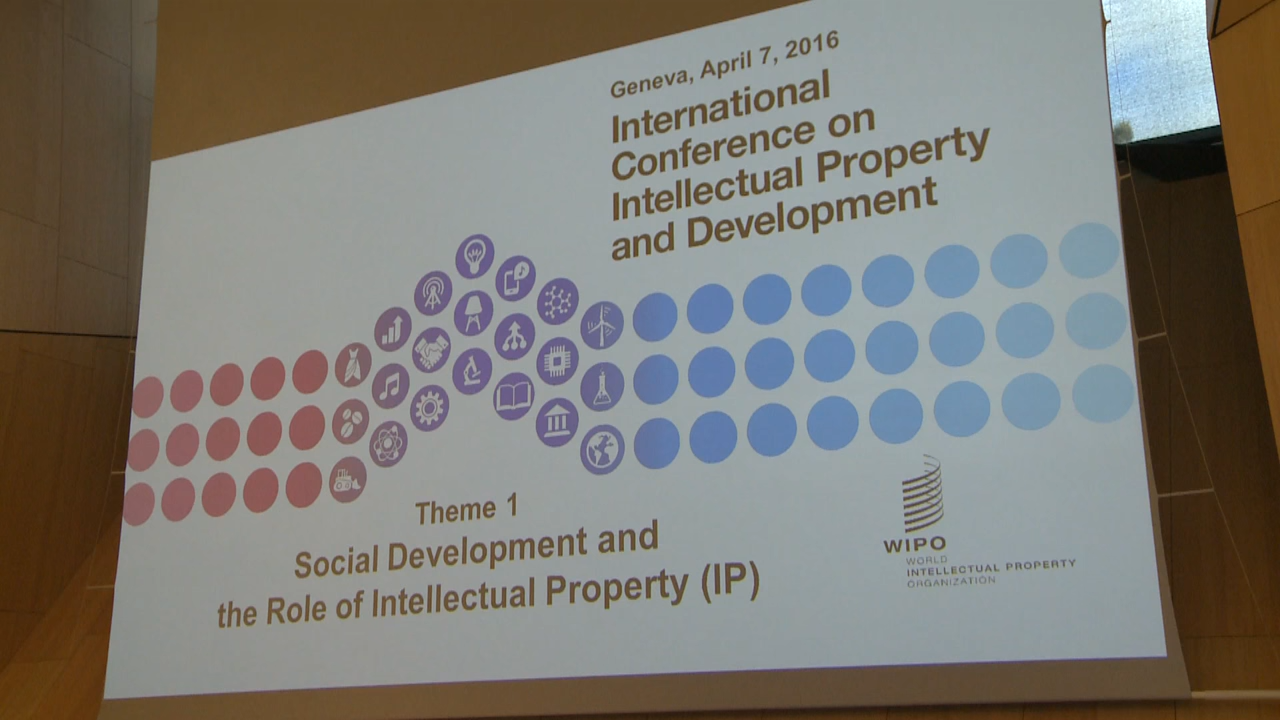 Geneva, April 7, 2016
International
Conference on
Intellectual Property
and Development
Theme 1
Social Development and
the Role of Intellectual Property (IP)
WIPO
WORLD
INTELLECTUAL PROPERTY
ORGANIZATION